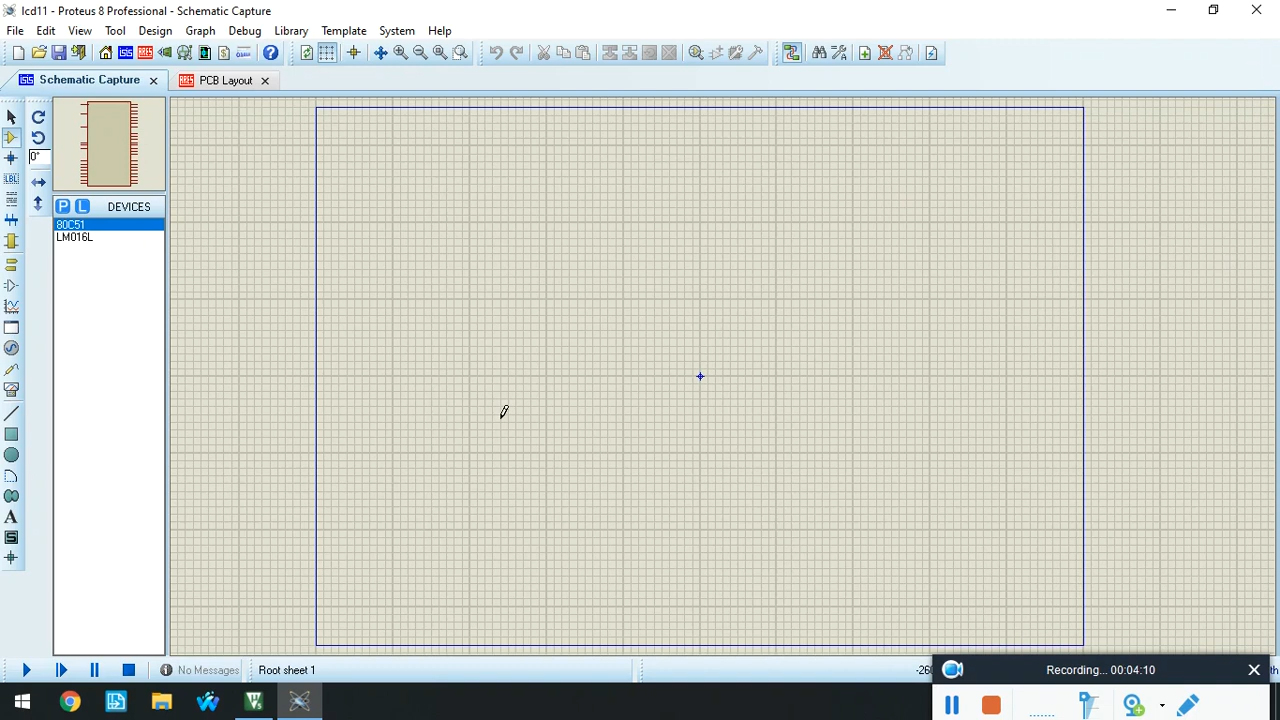 lcd11 - Proteus 8 Professional - Schematic Capture
File Edit View Tool Design Graph Debug Library Template System Help
Schematic Capture
PCB Layout
0°
LBL
P L DEVICES
80C51
LM016L
A
S
No Messages
Root sheet 1
Recording... 00:04:10